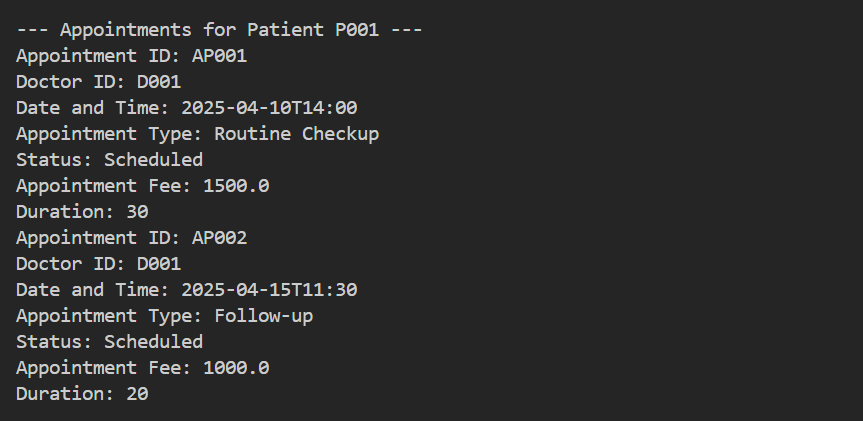 --- Appointments for Patient P001 ---
Appointment ID: AP001
Doctor ID: D001
Date and Time: 2025-04-10T14:00
Appointment Type: Routine Checkup
Status: Scheduled
Appointment Fee: 1500.0
Duration: 30
Appointment ID: AP002
Doctor ID: D001
Date and Time: 2025-04-15T11:30
Appointment Type: Follow-up
Status: Scheduled
Appointment Fee: 1000.0
Duration: 20